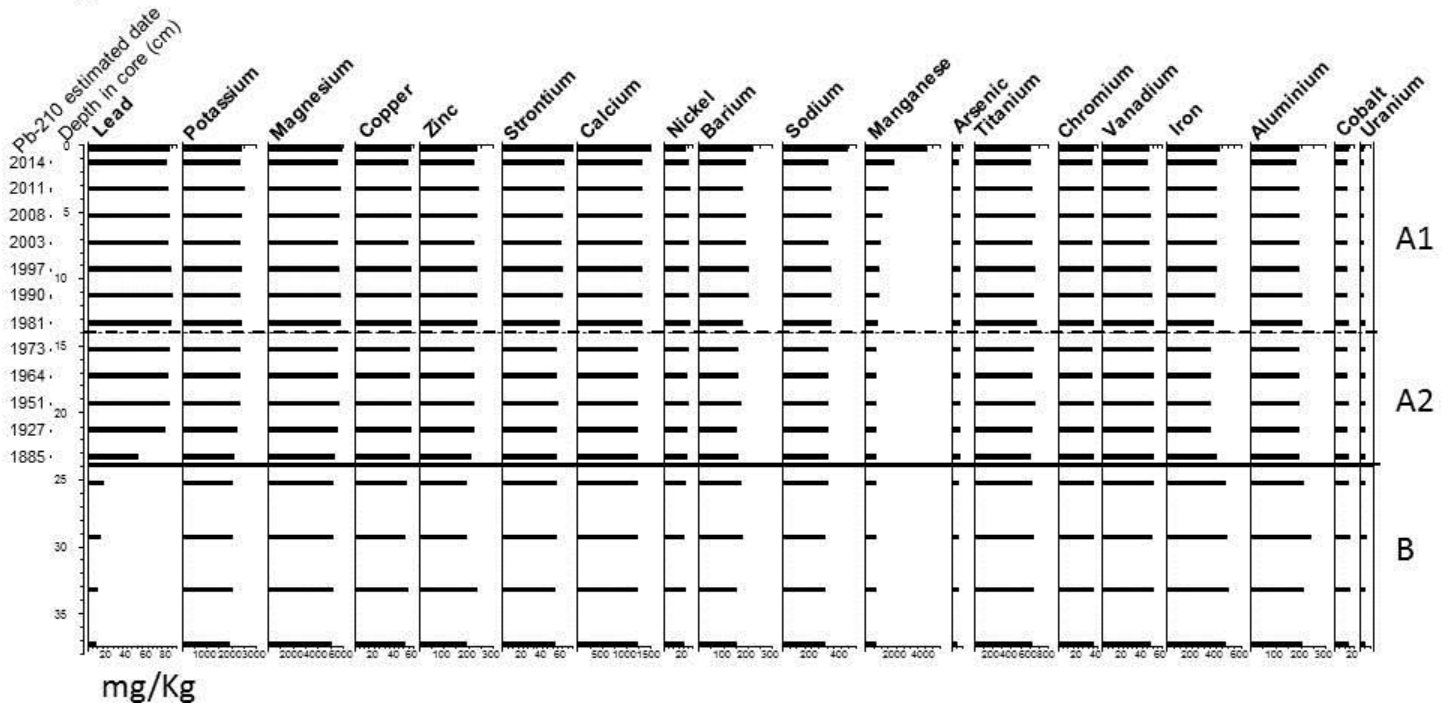 Pb-210 estimated date
Depth in core (cm)
Lead
Potassium
Magnesium
Copper
Zinc
Strontium
Calcium
Nickel
Barium
Sodium
Manganese
Arsenic
Titanium
Chromium
Vanadium
Iron
Aluminium
Cobalt
Uranium
0
2014
2011
2008
5
2003
1997
10
1990
1981
1973
15
1964
1951
20
1927
1885
25
30
35
A1
A2
B
20 40 60 80
1000 2000 3000
2000 4000 6000
20 40 60
100 200 300
20 40 60
500 1000 1500
20
100 200 300
200 400
2000 4000
200 400 600 800
20 40
20 40 60
200 400 600
100 200 300
20
mg/Kg